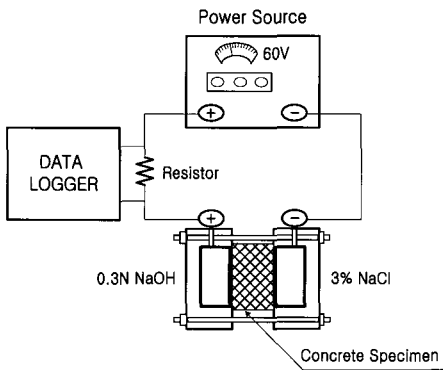 Power Source
60V
+
−
DATA
LOGGER
Resistor
+
−
0.3N NaOH
3% NaCl
Concrete Specimen